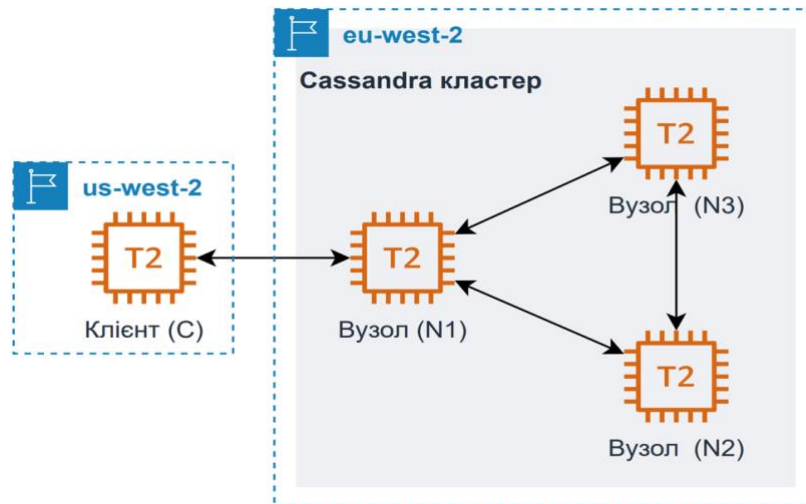 eu-west-2
Cassandra кластер
T2
Вузол (N3)
us-west-2
T2
Клієнт (C)
T2
Вузол (N1)
T2
Вузол (N2)